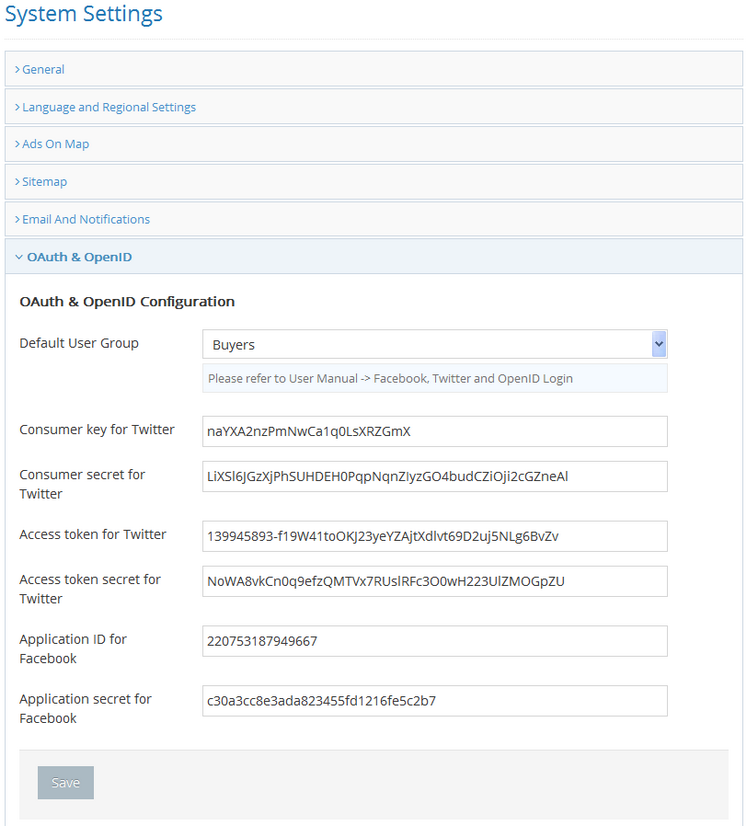 System Settings
General
Language and Regional Settings
Ads On Map
Sitemap
Email And Notifications
OAuth & OpenID
OAuth & OpenID Configuration
Default User Group
Buyers
Please refer to User Manual -> Facebook, Twitter and OpenID Login
Consumer key for Twitter
naYXA2nzPmNwCa1q0LsXRZGmX
Consumer secret for
Twitter
LiXSl6JGzXjPhSUHDEH0PqpNqnZIyzGO4budCZiOji2cGZneAl
Access token for Twitter
139945893-f19W41toOKJ23yeYZAjtXdlvt69D2uj5NLg6BvZv
Access token secret for
Twitter
NoWA8vkCn0q9efzQMTVx7RUslRFc3O0wH223UlZMOGpZU
Application ID for
Facebook
220753187949667
Application secret for
Facebook
c30a3cc8e3ada823455fd1216fe5c2b7
Save